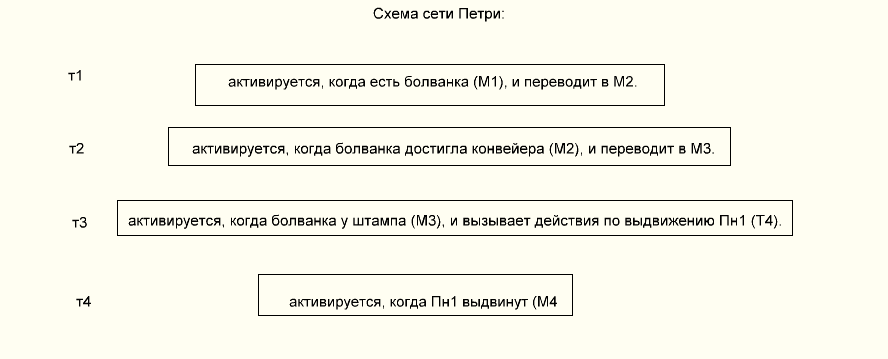 Схема сети Петри:
т1 активируется, когда есть болванка (М1), и переводит в М2.
т2 активируется, когда болванка достигла конвейера (М2), и переводит в М3.
т3 активируется, когда болванка у штампа (М3), и вызывает действия по выдвижению Пн1 (Т4).
т4 активируется, когда Пн1 выдвинут (М4